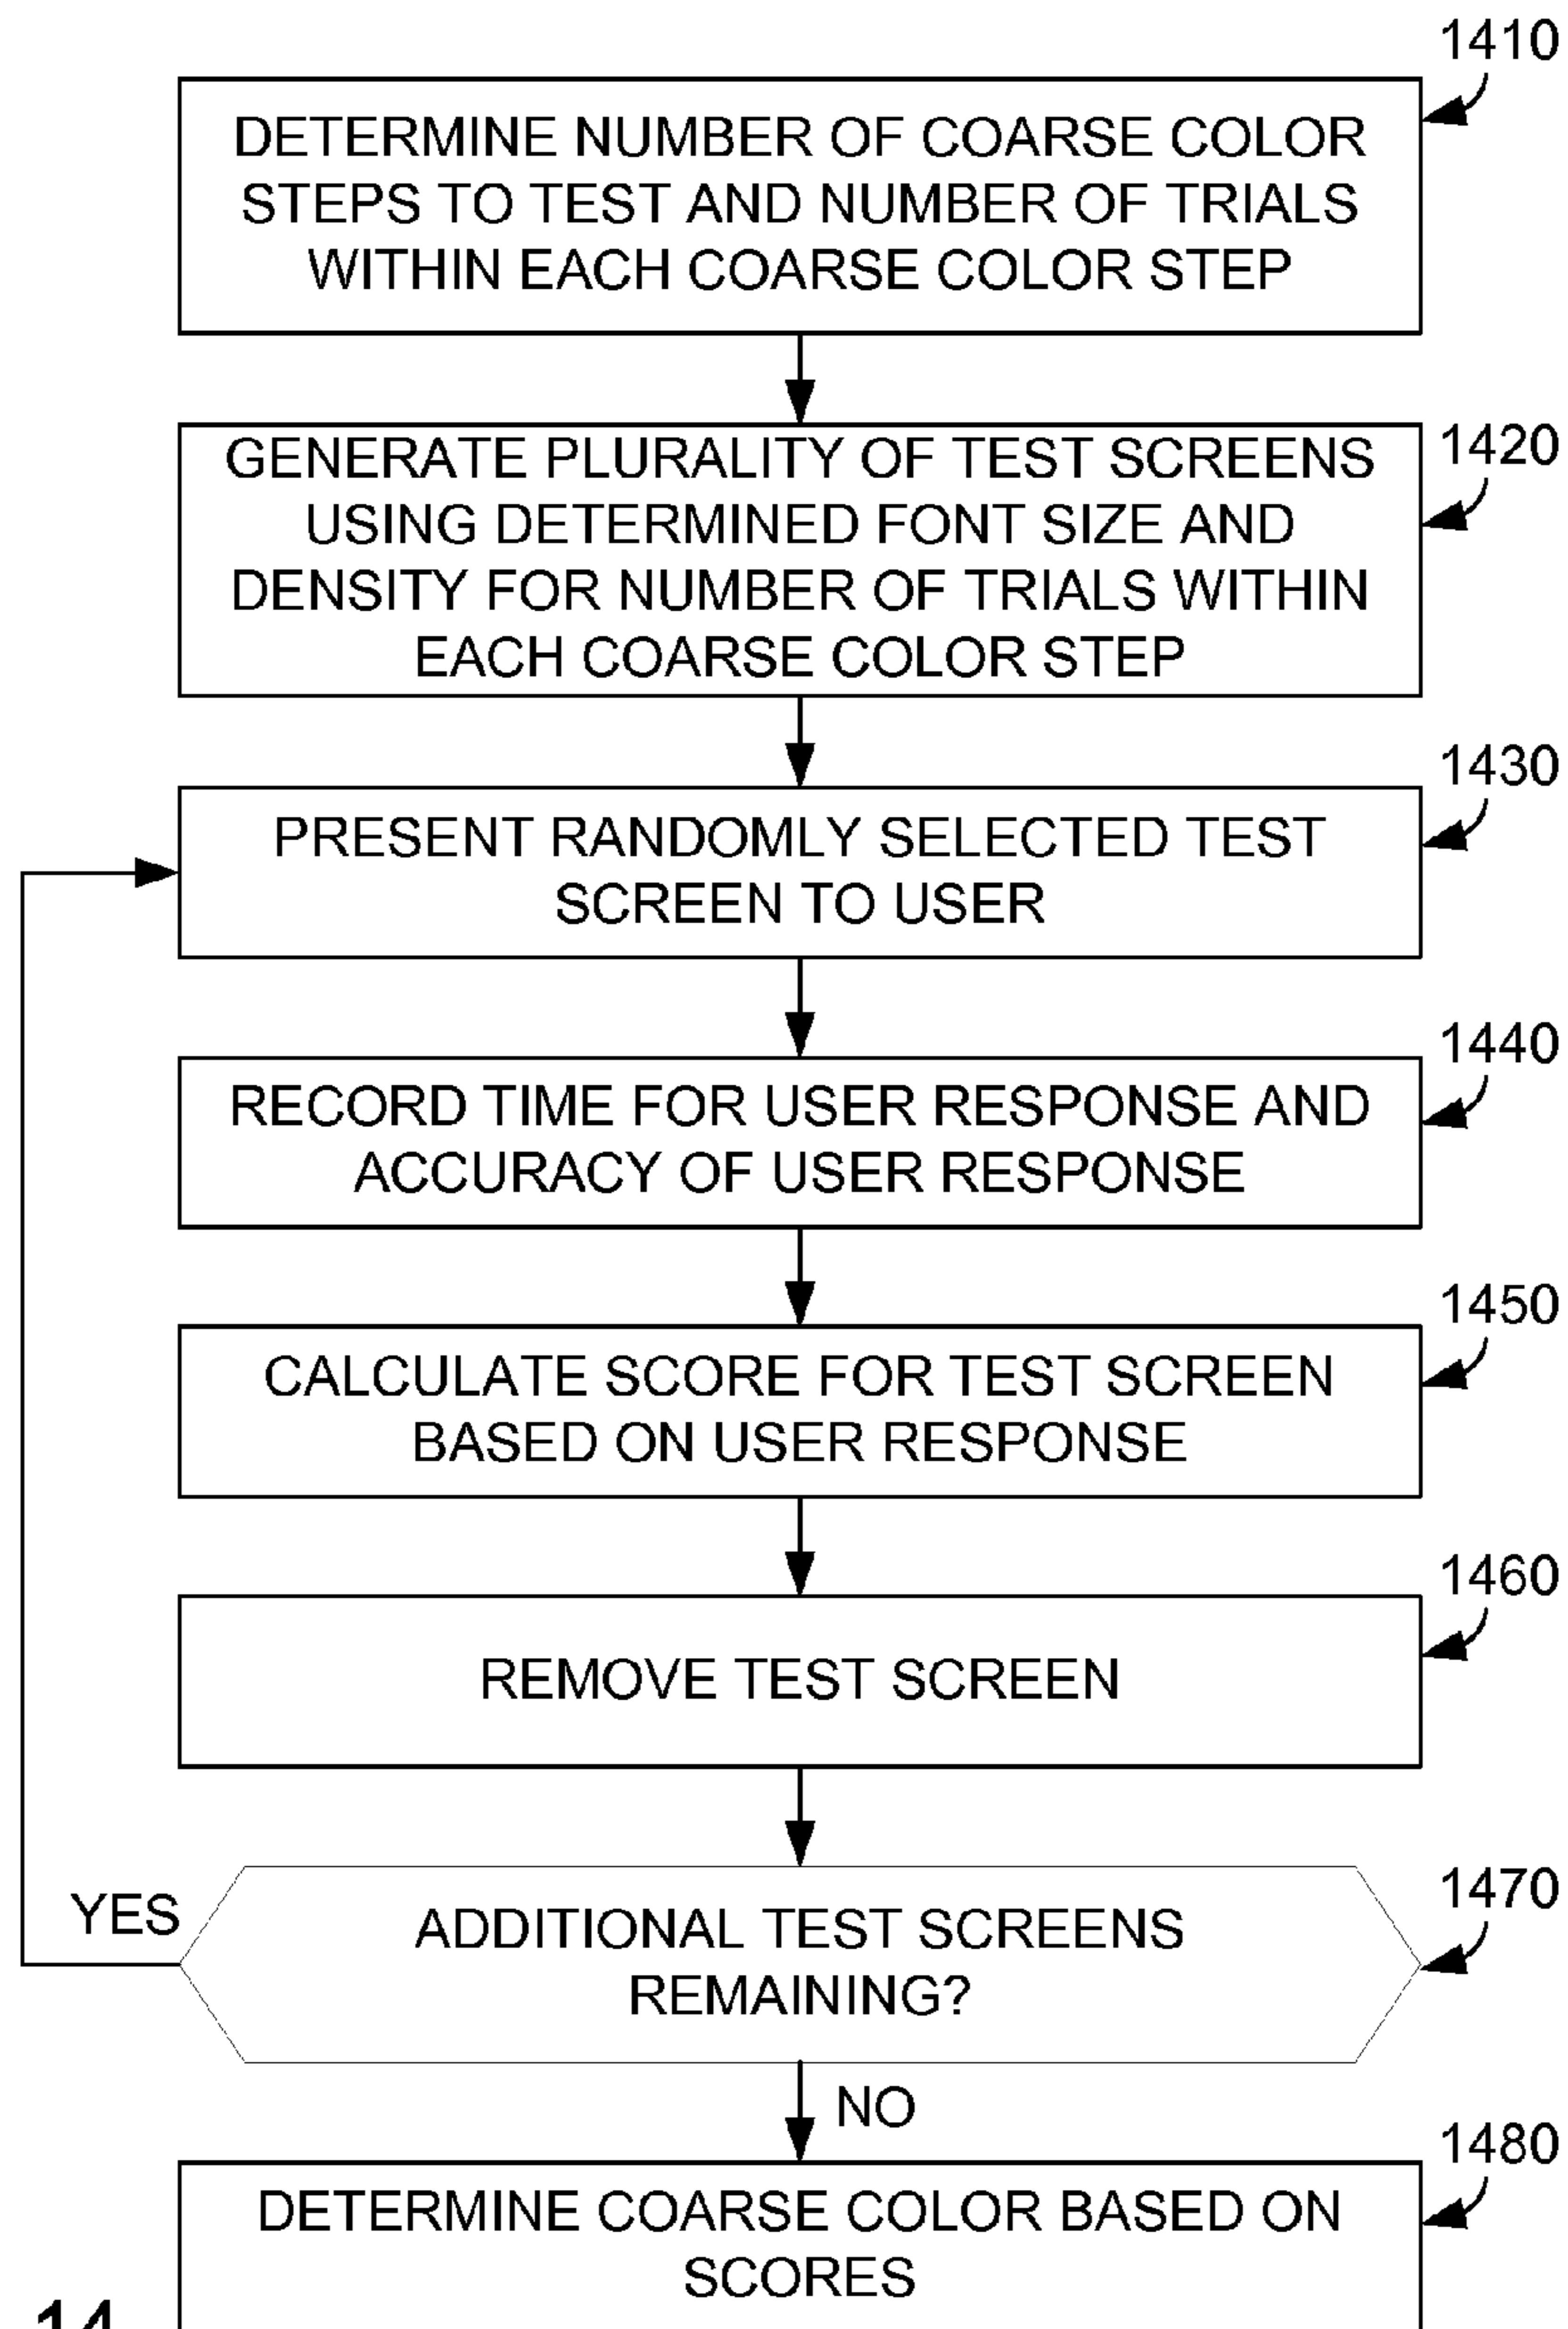 1410
DETERMINE NUMBER OF COARSE COLOR
STEPS TO TEST AND NUMBER OF TRIALS
WITHIN EACH COARSE COLOR STEP
1420
GENERATE PLURALITY OF TEST SCREENS
USING DETERMINED FONT SIZE AND
DENSITY FOR NUMBER OF TRIALS WITHIN
EACH COARSE COLOR STEP
1430
PRESENT RANDOMLY SELECTED TEST
SCREEN TO USER
1440
RECORD TIME FOR USER RESPONSE AND
ACCURACY OF USER RESPONSE
1450
CALCULATE SCORE FOR TEST SCREEN
BASED ON USER RESPONSE
1460
REMOVE TEST SCREEN
1470
YES
ADDITIONAL TEST SCREENS
REMAINING?
NO
1480
DETERMINE COARSE COLOR BASED ON
SCORES
14